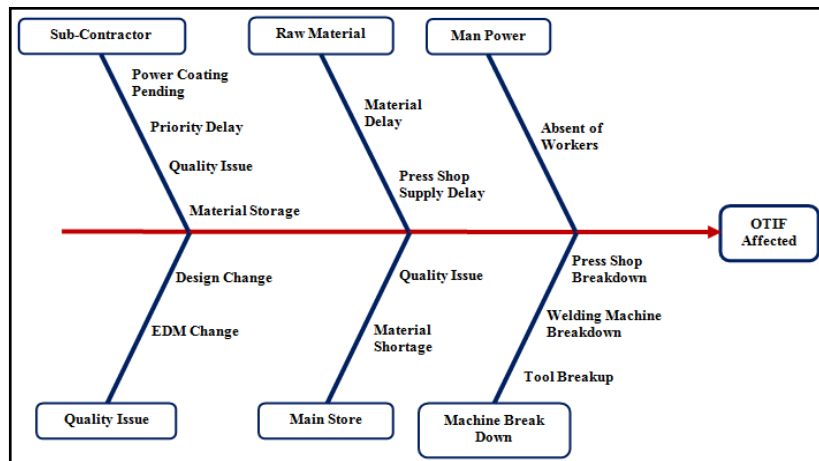 Sub-Contractor
Raw Material
Man Power
Power Coating
Pending
Priority Delay
Quality Issue
Material Storage
Material
Delay
Press Shop
Supply Delay
Absent of
Workers
OTIF
Affected
Design Change
EDM Change
Quality Issue
Material
Shortage
Press Shop
Breakdown
Welding Machine
Breakdown
Tool Breakup
Quality Issue
Main Store
Machine Break
Down